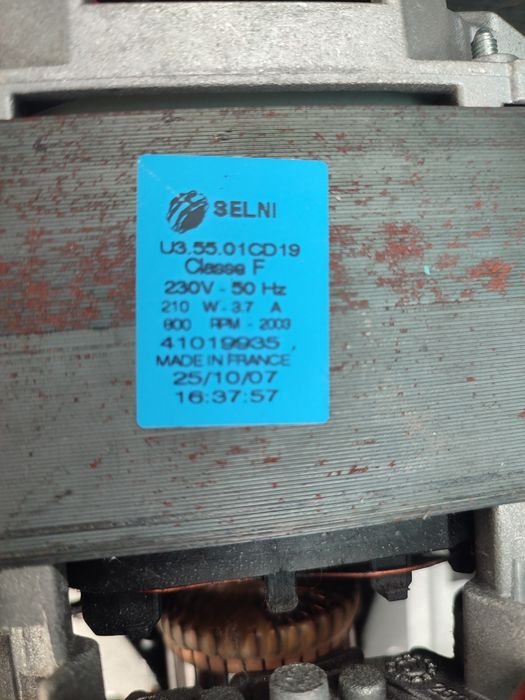 SELNI
U3.55.01CD19
Classe F
230V - 50 Hz
210 W - 3.7 A
800 RPM - 2003
41019935
MADE IN FRANCE
25/10/07
16:37:57